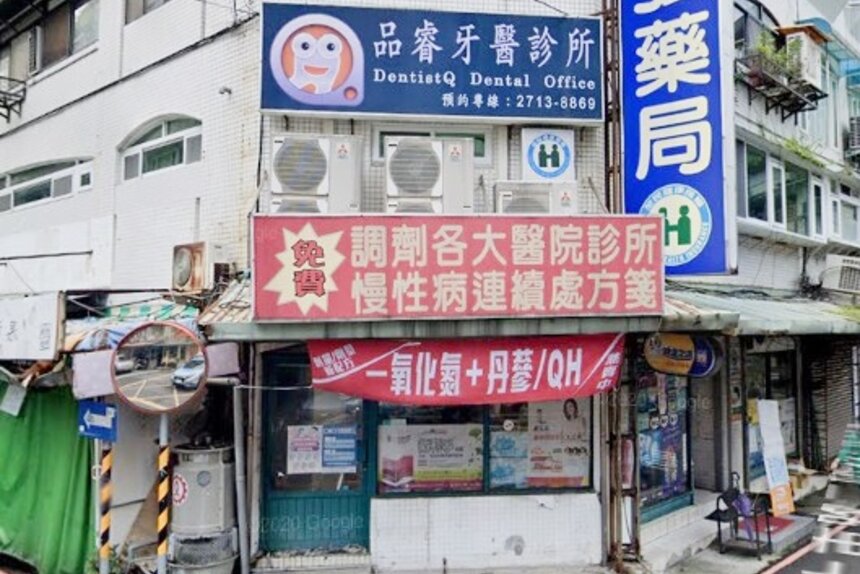 品睿牙醫診所
DentistQ Dental Office
預約專線：2713-8869
藥局
免費
調劑各大醫院診所
慢性病連續處方箋
一氧化氮+丹蔘/QH
©2020 Google